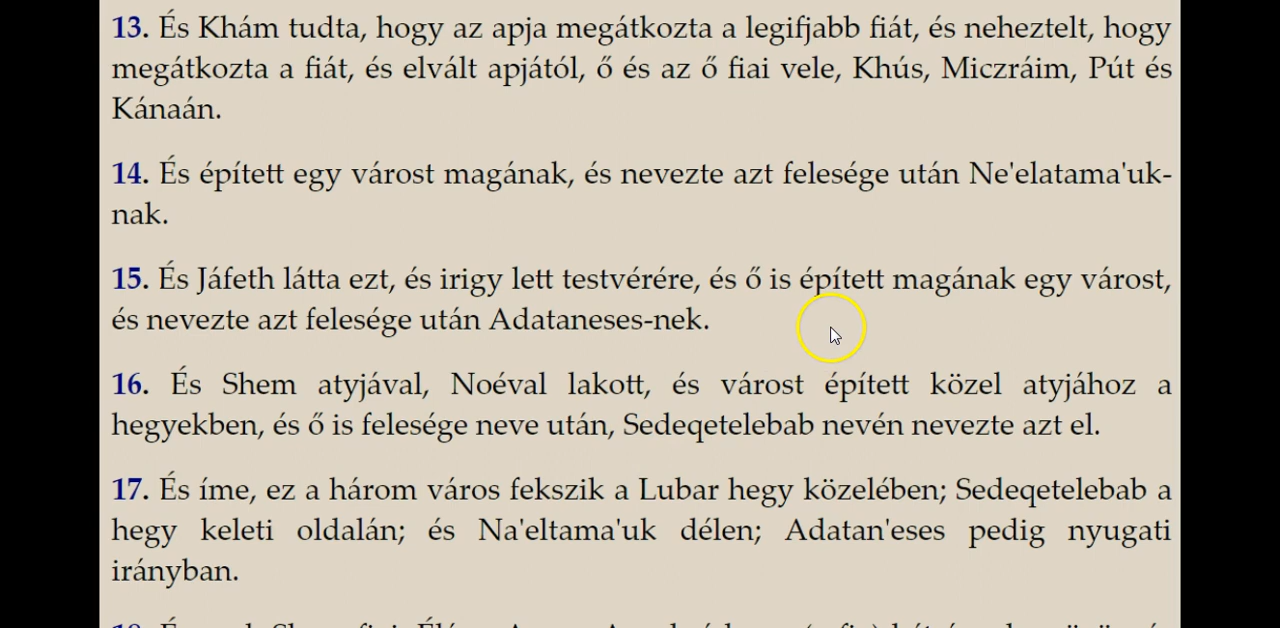 13. És Khám tudta, hogy az apja megátkozta a legifjabb fiát, és neheztelt, hogy
megátkozta a fiát, és elvált apjától, ő és az ő fiai vele, Khús, Miczráim, Pút és
Kánaán.
14. És épített egy várost magának, és nevezte azt felesége után Ne'elatama'uk-
nak.
15. És Jáfeth látta ezt, és irigy lett testvérére, és ő is épített magának egy várost,
és nevezte azt felesége után Adataneses-nek.
16. És Shem atyjával, Noéval lakott, és várost épített közel atyjához a
hegyekben, és ő is felesége neve után, Sedeqetelebab nevén nevezte azt el.
17. És íme, ez a három város fekszik a Lubar hegy közelében; Sedeqetelebab a
hegy keleti oldalán; és Na'eltama'uk délen; Adatan'eses pedig nyugati
irányban.